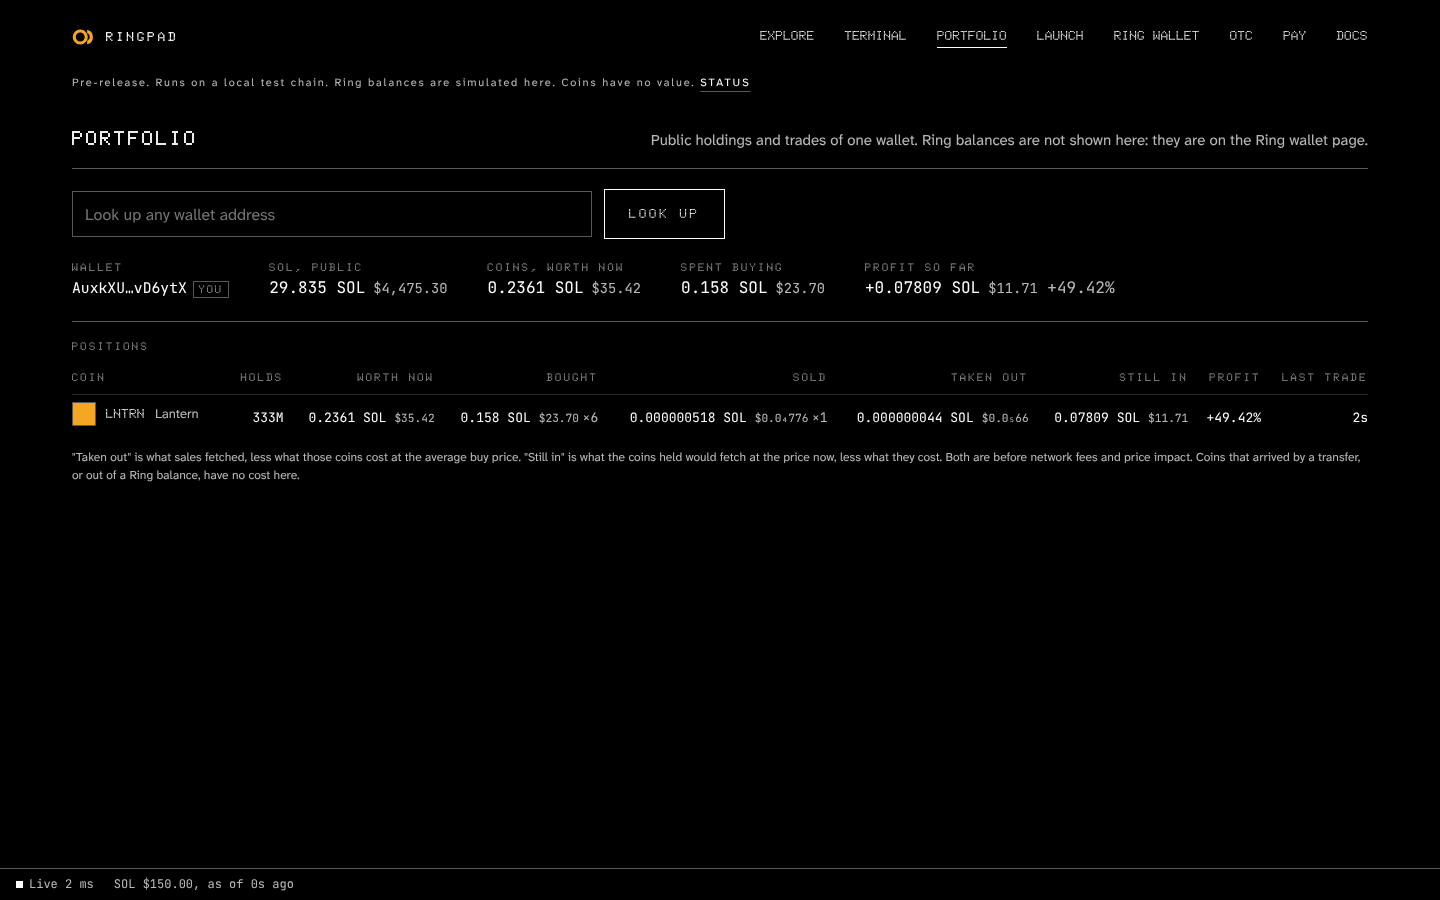 RINGPAD EXPLORE TERMINAL PORTFOLIO LAUNCH RING WALLET OTC PAY DOCS
Pre-release. Runs on a local test chain. Ring balances are simulated here. Coins have no value. STATUS
PORTFOLIO Public holdings and trades of one wallet. Ring balances are not shown here: they are on the Ring wallet page.
Look up any wallet address LOOK UP
WALLET SOL, PUBLIC COINS, WORTH NOW SPENT BUYING PROFIT SO FAR
AuxkXU…vD6ytX YOU 29.835 SOL $4,475.30 0.2361 SOL $35.42 0.158 SOL $23.70 +0.07809 SOL $11.71 +49.42%
POSITIONS
COIN HOLDS WORTH NOW BOUGHT SOLD TAKEN OUT STILL IN PROFIT LAST TRADE
LNTRN Lantern 333M 0.2361 SOL $35.42 0.158 SOL $23.70 ×6 0.000000518 SOL $0.0₄776 ×1 0.000000044 SOL $0.0₅66 0.07809 SOL $11.71 +49.42% 2s
"Taken out" is what sales fetched, less what those coins cost at the average buy price. "Still in" is what the coins held would fetch at the price now, less what they cost. Both are before network fees and price impact. Coins that arrived by a transfer,
or out of a Ring balance, have no cost here.
Live 2 ms SOL $150.00, as of 0s ago